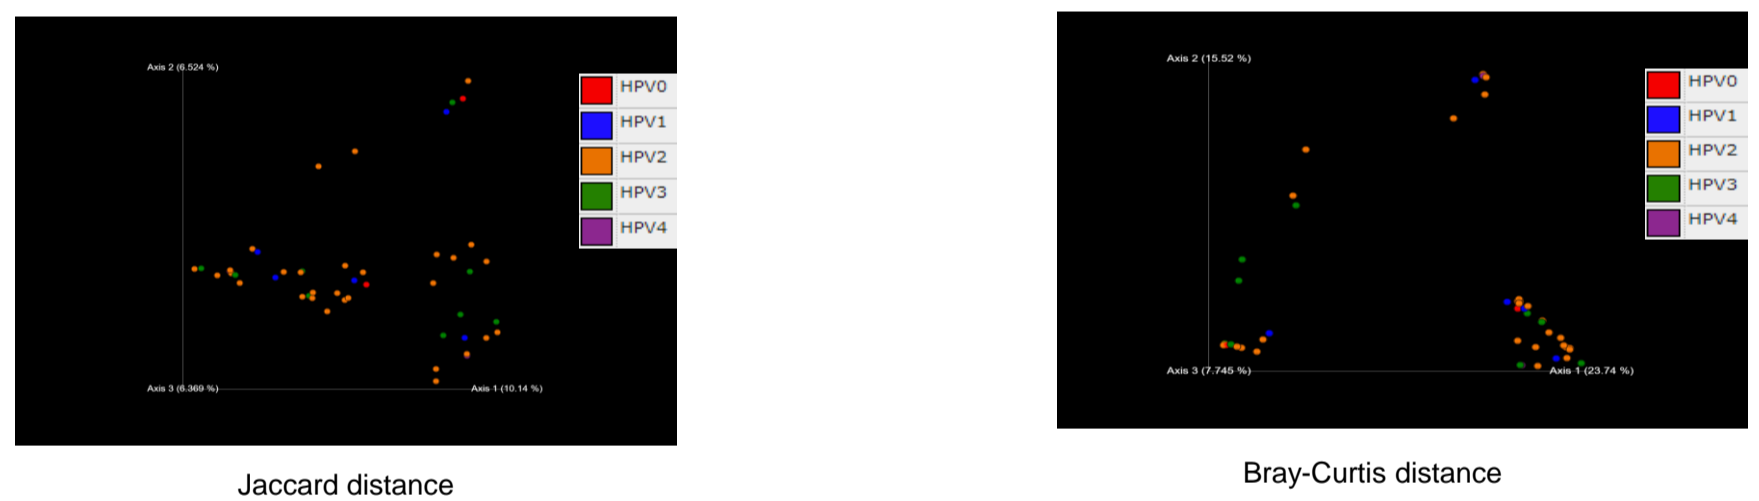 Axis 2 (6.524 %)
HPV0
HPV1
HPV2
HPV3
HPV4
Axis 3 (6.369 %)
Axis 1 (10.14 %)
Jaccard distance
Axis 2 (15.52 %)
HPV0
HPV1
HPV2
HPV3
HPV4
Axis 3 (7.745 %)
Axis 1 (23.74 %)
Bray-Curtis distance